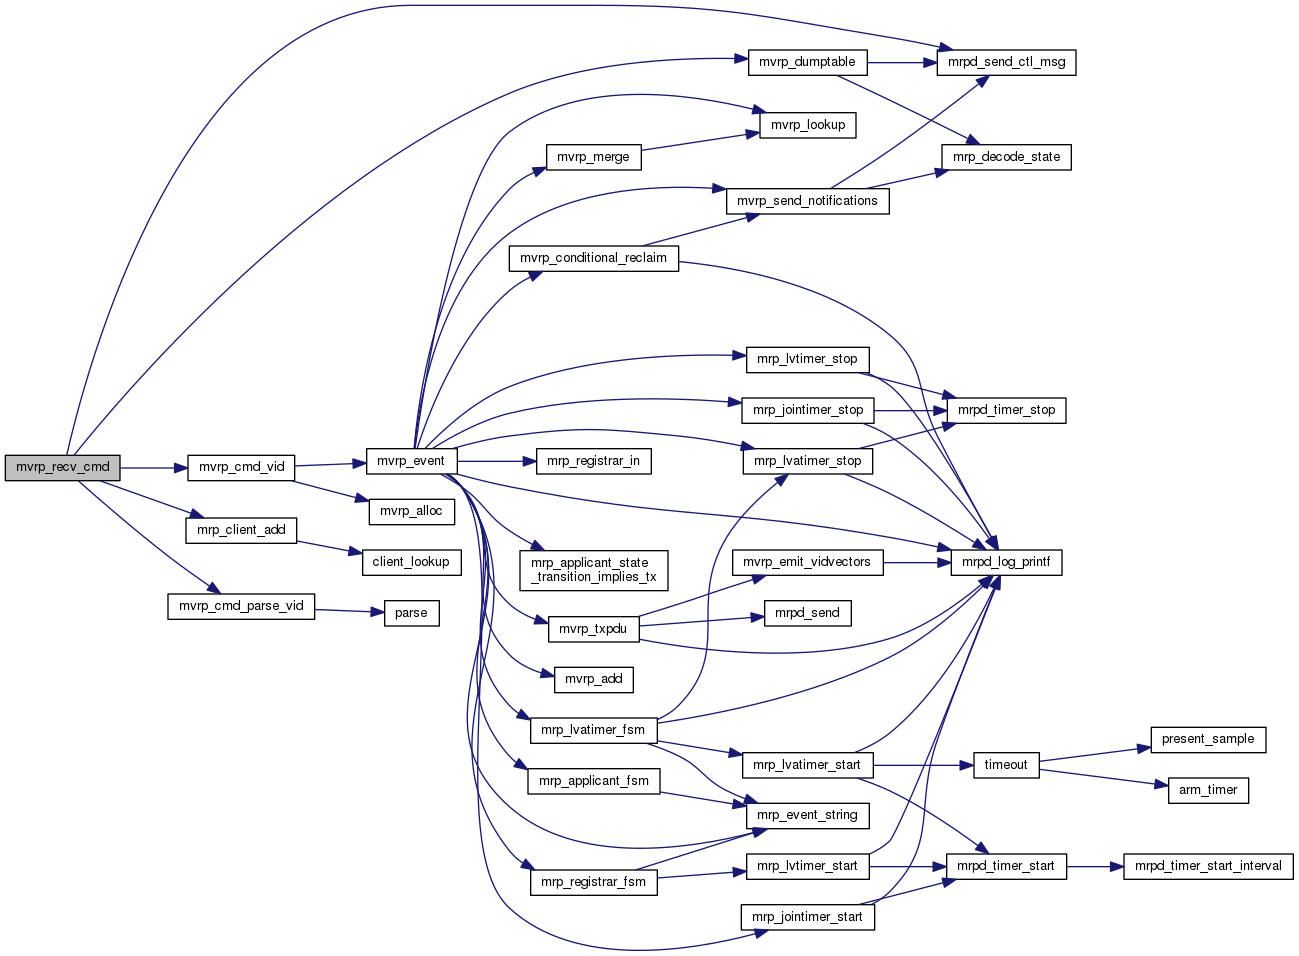 mvrp_recv_cmd
mvrp_cmd_vid
mrp_client_add
mvrp_cmd_parse_vid
mvrp_event
mvrp_alloc
client_lookup
parse
mvrp_merge
mvrp_conditional_reclaim
mrp_registrar_in
mrp_applicant_state
_transition_implies_tx
mvrp_txpdu
mvrp_add
mrp_lvatimer_fsm
mrp_applicant_fsm
mrp_registrar_fsm
mvrp_dumptable
mvrp_lookup
mvrp_send_notifications
mrp_lvtimer_stop
mrp_jointimer_stop
mrp_lvatimer_stop
mvrp_emit_vidvectors
mrpd_send
mrp_lvatimer_start
mrp_event_string
mrp_lvtimer_start
mrp_jointimer_start
mrpd_send_ctl_msg
mrp_decode_state
mrpd_timer_stop
mrpd_log_printf
timeout
mrpd_timer_start
present_sample
arm_timer
mrpd_timer_start_interval